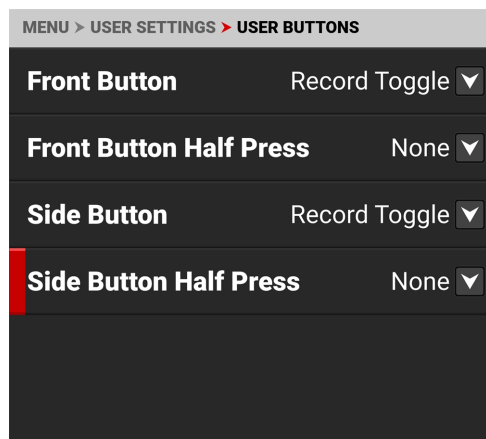 MENU > USER SETTINGS > USER BUTTONS
Front Button Record Toggle
Front Button Half Press None
Side Button Record Toggle
Side Button Half Press None